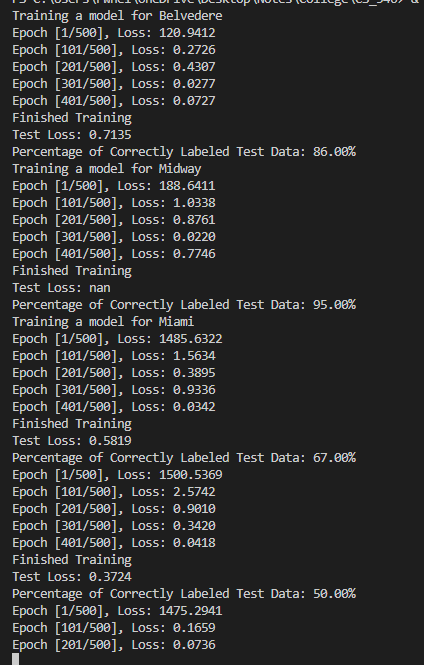 Training a model for Belvedere
Epoch [1/500], Loss: 120.9412
Epoch [101/500], Loss: 0.2726
Epoch [201/500], Loss: 0.4307
Epoch [301/500], Loss: 0.0277
Epoch [401/500], Loss: 0.0727
Finished Training
Test Loss: 0.7135
Percentage of Correctly Labeled Test Data: 86.00%
Training a model for Midway
Epoch [1/500], Loss: 188.6411
Epoch [101/500], Loss: 1.0338
Epoch [201/500], Loss: 0.8761
Epoch [301/500], Loss: 0.0220
Epoch [401/500], Loss: 0.7746
Finished Training
Test Loss: nan
Percentage of Correctly Labeled Test Data: 95.00%
Training a model for Miami
Epoch [1/500], Loss: 1485.6322
Epoch [101/500], Loss: 1.5634
Epoch [201/500], Loss: 0.3895
Epoch [301/500], Loss: 0.9336
Epoch [401/500], Loss: 0.0342
Finished Training
Test Loss: 0.5819
Percentage of Correctly Labeled Test Data: 67.00%
Epoch [1/500], Loss: 1500.5369
Epoch [101/500], Loss: 2.5742
Epoch [201/500], Loss: 0.9010
Epoch [301/500], Loss: 0.3420
Epoch [401/500], Loss: 0.0418
Finished Training
Test Loss: 0.3724
Percentage of Correctly Labeled Test Data: 50.00%
Epoch [1/500], Loss: 1475.2941
Epoch [101/500], Loss: 0.1659
Epoch [201/500], Loss: 0.0736